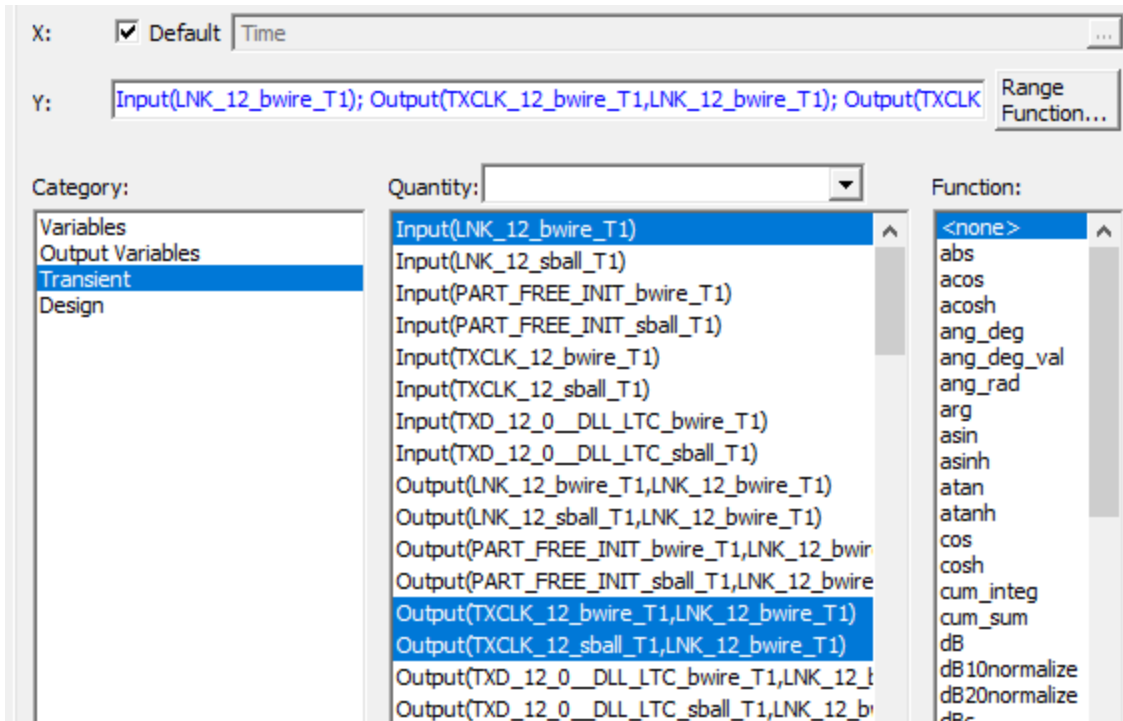 X: Default Time ...
Y: Input(LNK_12_bwire_T1); Output(TXCLK_12_bwire_T1,LNK_12_bwire_T1); Output(TXCLK
Range
Function...
Category:
Variables
Output Variables
Transient
Design
Quantity:
Input(LNK_12_bwire_T1)
Input(LNK_12_sball_T1)
Input(PART_FREE_INIT_bwire_T1)
Input(PART_FREE_INIT_sball_T1)
Input(TXCLK_12_bwire_T1)
Input(TXCLK_12_sball_T1)
Input(TXD_12_0__DLL_LTC_bwire_T1)
Input(TXD_12_0__DLL_LTC_sball_T1)
Output(LNK_12_bwire_T1,LNK_12_bwire_T1)
Output(LNK_12_sball_T1,LNK_12_bwire_T1)
Output(PART_FREE_INIT_bwire_T1,LNK_12_bwir
Output(PART_FREE_INIT_sball_T1,LNK_12_bwire
Output(TXCLK_12_bwire_T1,LNK_12_bwire_T1)
Output(TXCLK_12_sball_T1,LNK_12_bwire_T1)
Output(TXD_12_0__DLL_LTC_bwire_T1,LNK_12_b
Output(TXD_12_0__DLL_LTC_sball_T1,LNK_12_bw
Function:
<none>
abs
acos
acosh
ang_deg
ang_deg_val
ang_rad
arg
asin
asinh
atan
atanh
cos
cosh
cum_integ
cum_sum
dB
dB10normalize
dB20normalize
dBc